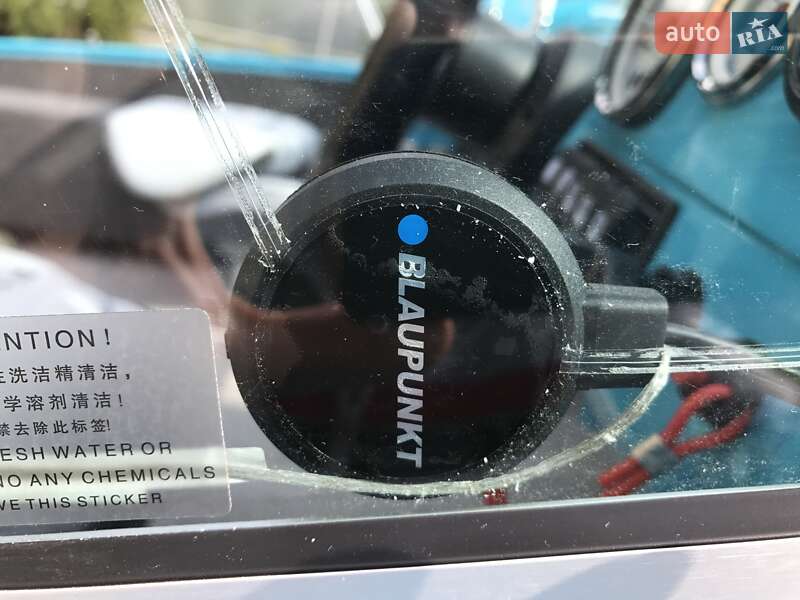 auto RIA
.com
BLAUPUNKT
NTION!
洗洁精清洁，
学溶剂清洁！
禁去除此标签!
ESH WATER OR
NO ANY CHEMICALS
VE THIS STICKER